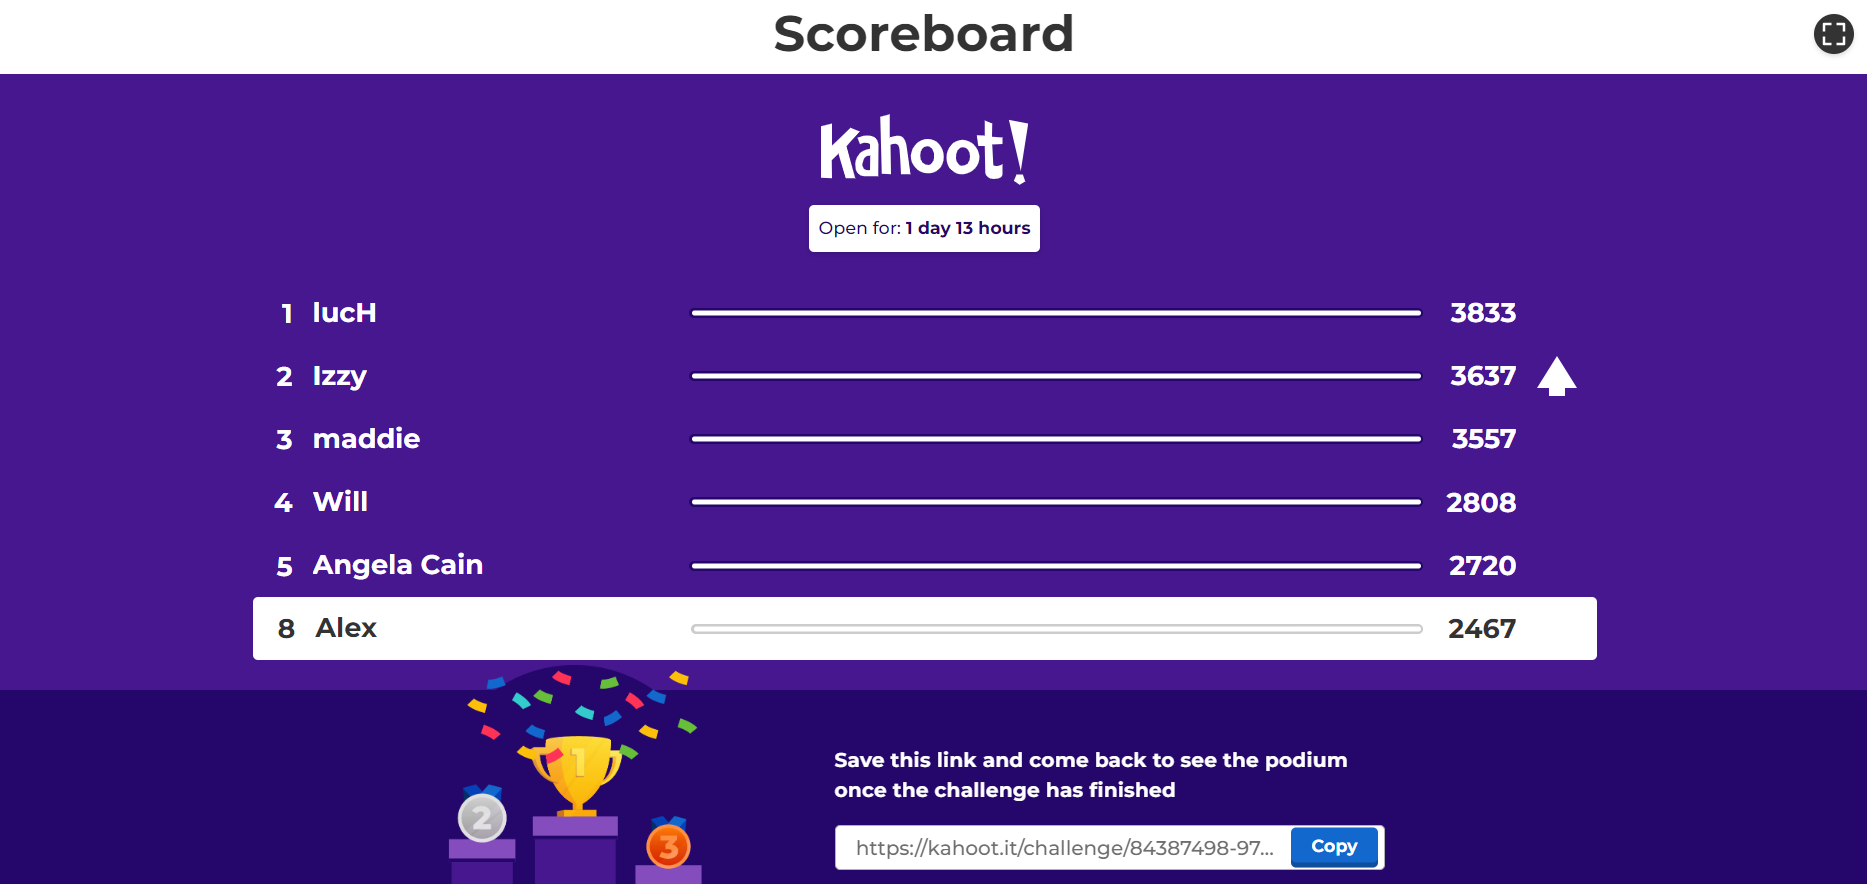 Scoreboard
Kahoot!
Open for: 1 day 13 hours
1 lucH 3833
2 Izzy 3637
3 maddie 3557
4 Will 2808
5 Angela Cain 2720
8 Alex 2467
1
2
3
Save this link and come back to see the podium
once the challenge has finished
https://kahoot.it/challenge/84387498-97... Copy